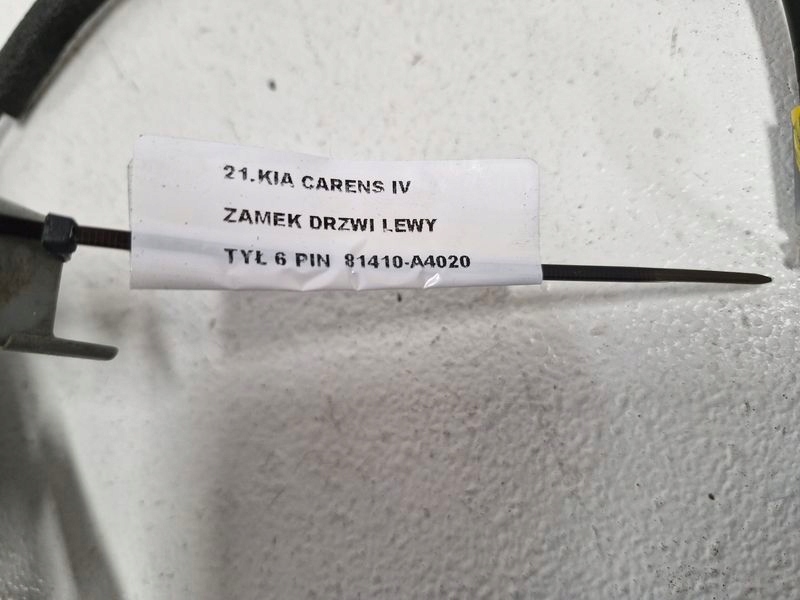 21.KIA CARENS IV
ZAMEK DRZWI LEWY
TYŁ 6 PIN 81410-A4020